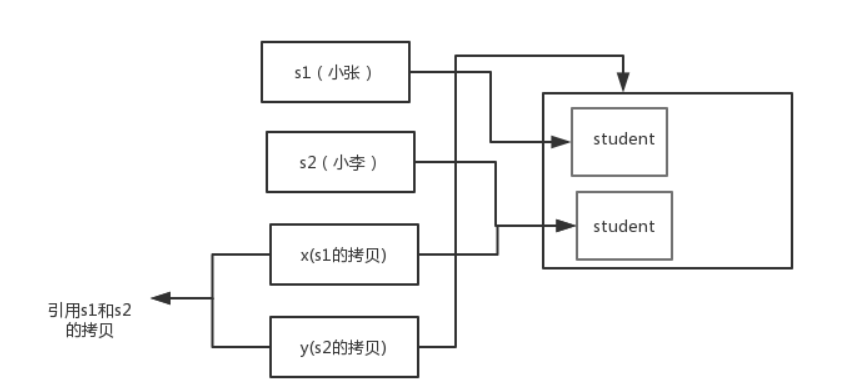 s1（小张）
student
s2（小李）
student
x(s1的拷贝)
引用s1和s2
的拷贝
y(s2的拷贝)